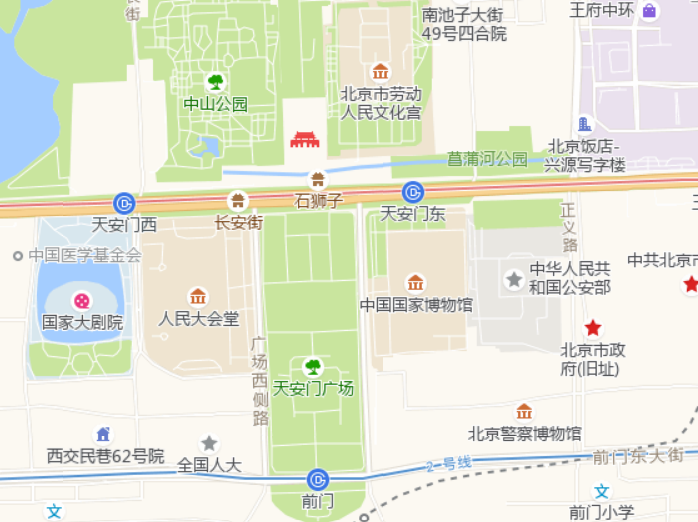 南池子大街
49号四合院
王府中环
长街
中山公园
北京市劳动
人民文化宫
菖蒲河公园
北京饭店-
兴源写字楼
石狮子
天安门西
长安街
天安门东
正义路
中国医学基金会
国家大剧院
人民大会堂
中国国家博物馆
中华人民共
和国公安部
中共北京市
北京市政
府(旧址)
广场西侧路
天安门广场
西交民巷62号院
全国人大
北京警察博物馆
2号线
前门东大街
前门
文
文
前门小学